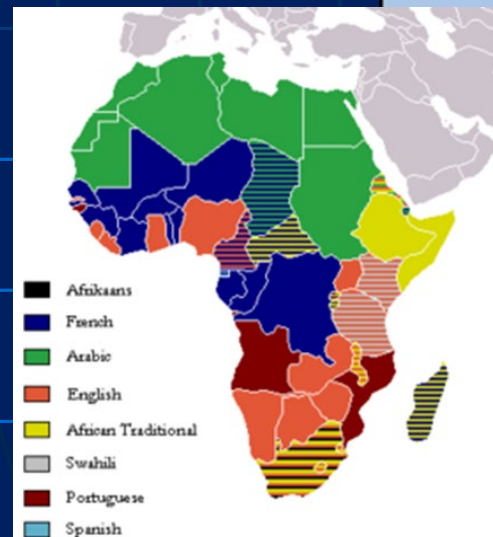 Afrikaans
French
Arabic
English
African Traditional
Swahili
Portuguese
Spanish